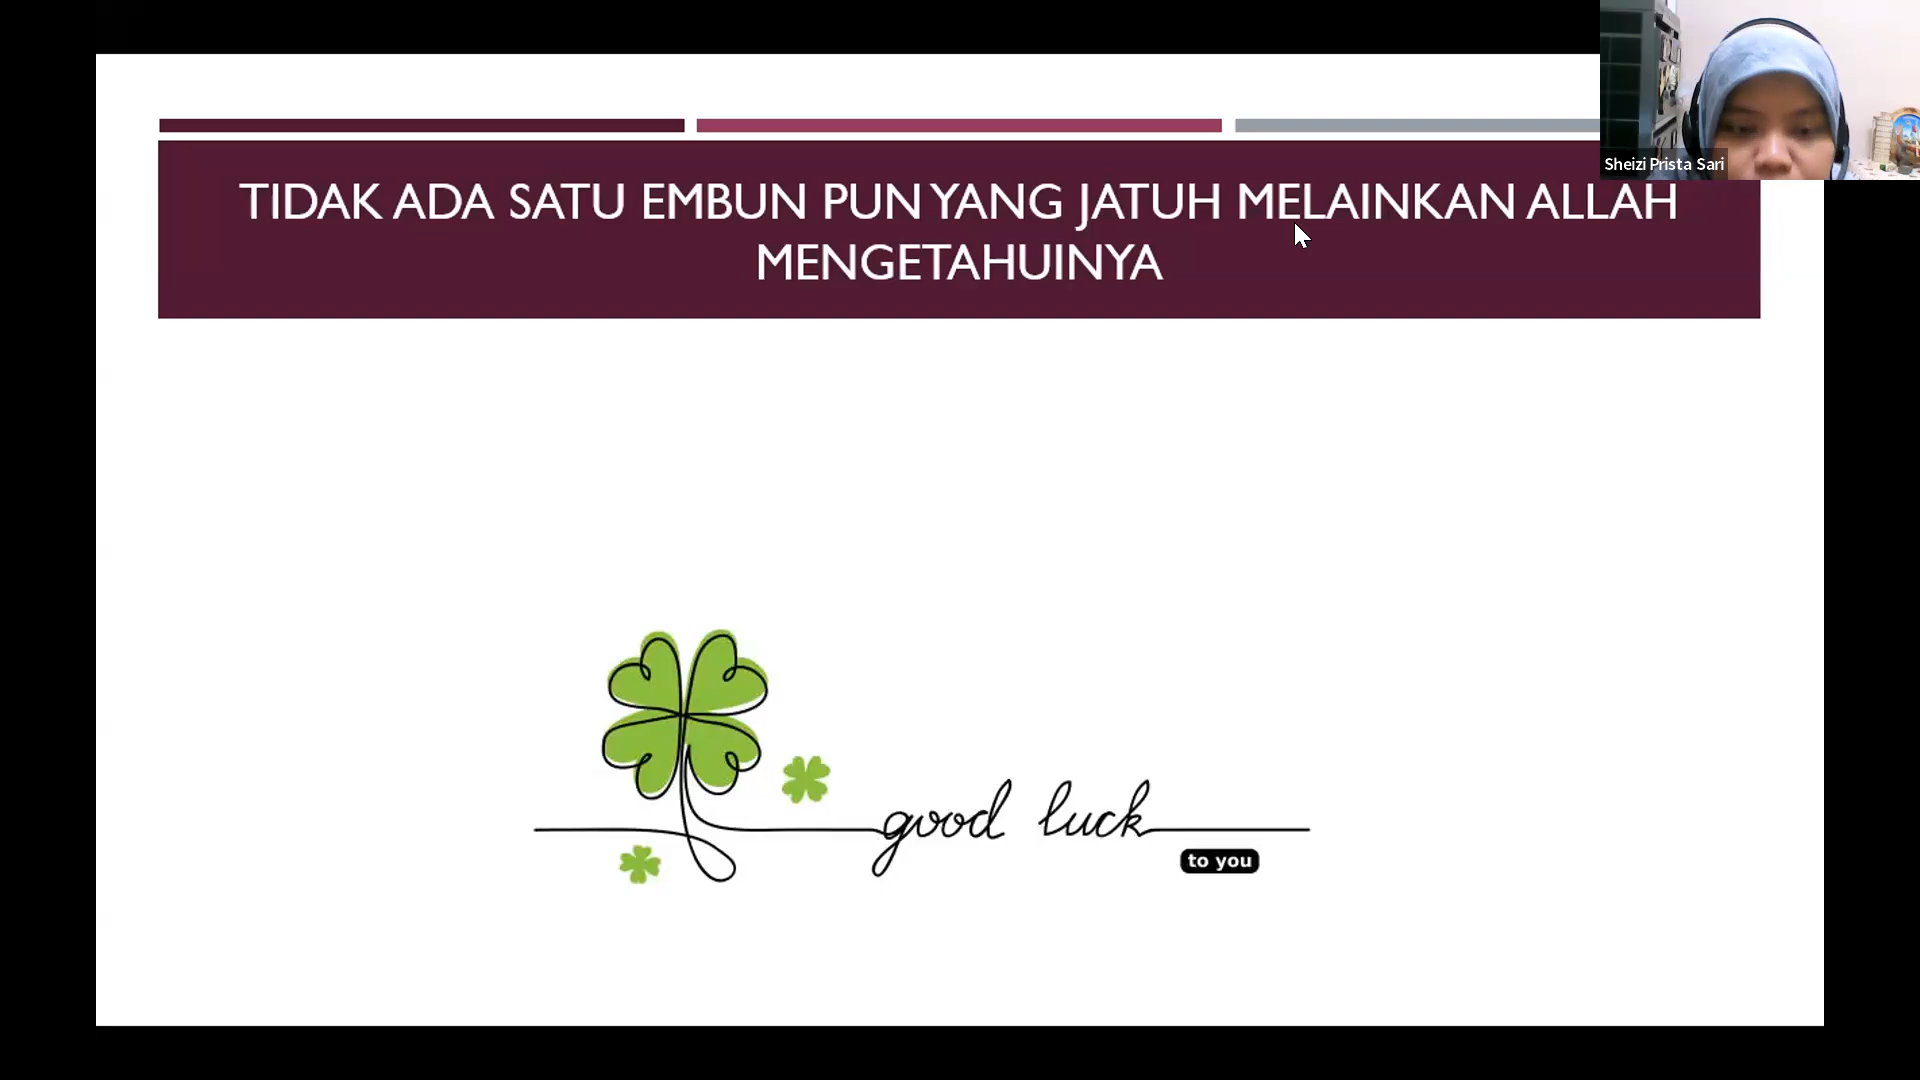 Sheizi Prista Sari
TIDAK ADA SATU EMBUN PUN YANG JATUH MELAINKAN ALLAH
MENGETAHUINYA
good luck
to you